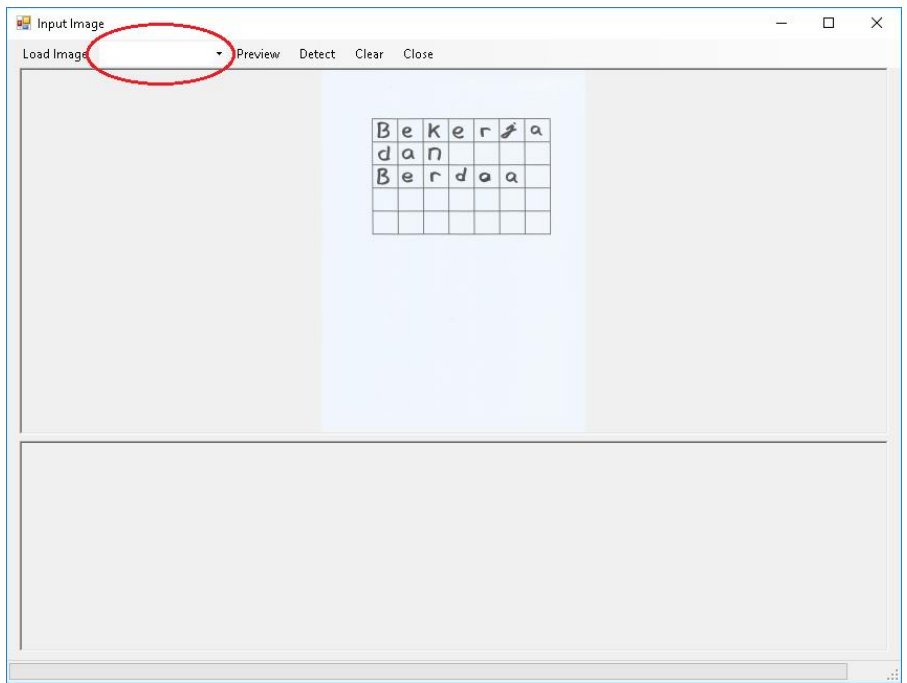 Input Image
Load Image Preview Detect Clear Close
Bekerja
dan
Berdoa